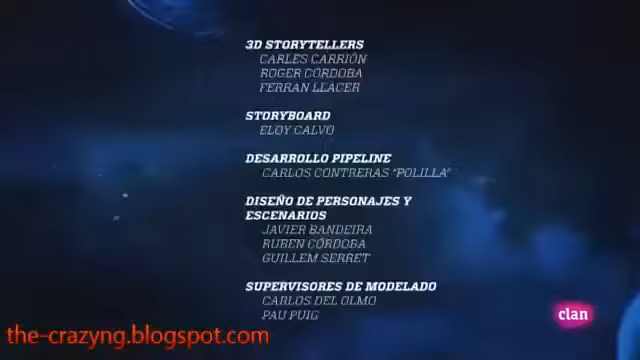 3D STORYTELLERS
CARLES CARRIÓN
ROGER CÓRDOBA
FERRAN LLACER
STORYBOARD
ELOY CALVO
DESARROLLO PIPELINE
CARLOS CONTRERAS "POLILLA"
DISEÑO DE PERSONAJES Y
ESCENARIOS
JAVIER BANDEIRA
RUBEN CÓRDOBA
GUILLEM SERRET
SUPERVISORES DE MODELADO
CARLOS DEL OLMO
PAU PUIG
clan
the-crazyng.blogspot.com